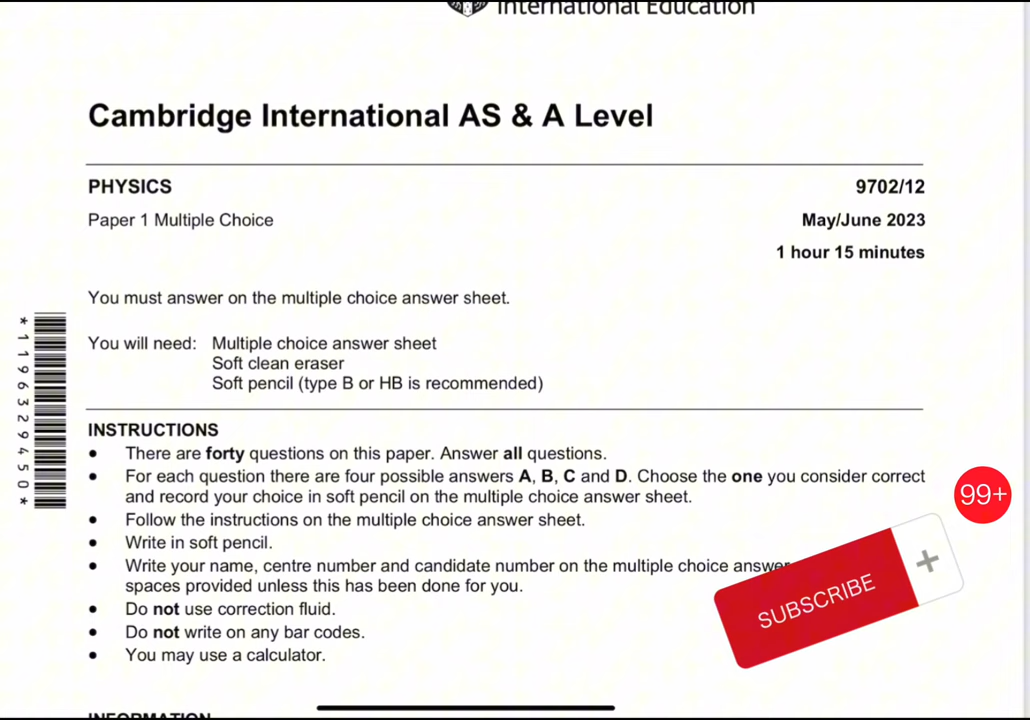 International Education
Cambridge International AS & A Level
PHYSICS 9702/12
Paper 1 Multiple Choice May/June 2023
1 hour 15 minutes
You must answer on the multiple choice answer sheet.
You will need: Multiple choice answer sheet
Soft clean eraser
Soft pencil (type B or HB is recommended)
*1196329450*
INSTRUCTIONS
● There are forty questions on this paper. Answer all questions.
● For each question there are four possible answers A, B, C and D. Choose the one you consider correct
and record your choice in soft pencil on the multiple choice answer sheet.
● Follow the instructions on the multiple choice answer sheet.
● Write in soft pencil.
● Write your name, centre number and candidate number on the multiple choice answer
spaces provided unless this has been done for you.
● Do not use correction fluid.
● Do not write on any bar codes.
● You may use a calculator.
INFORMATION
99+
SUBSCRIBE +